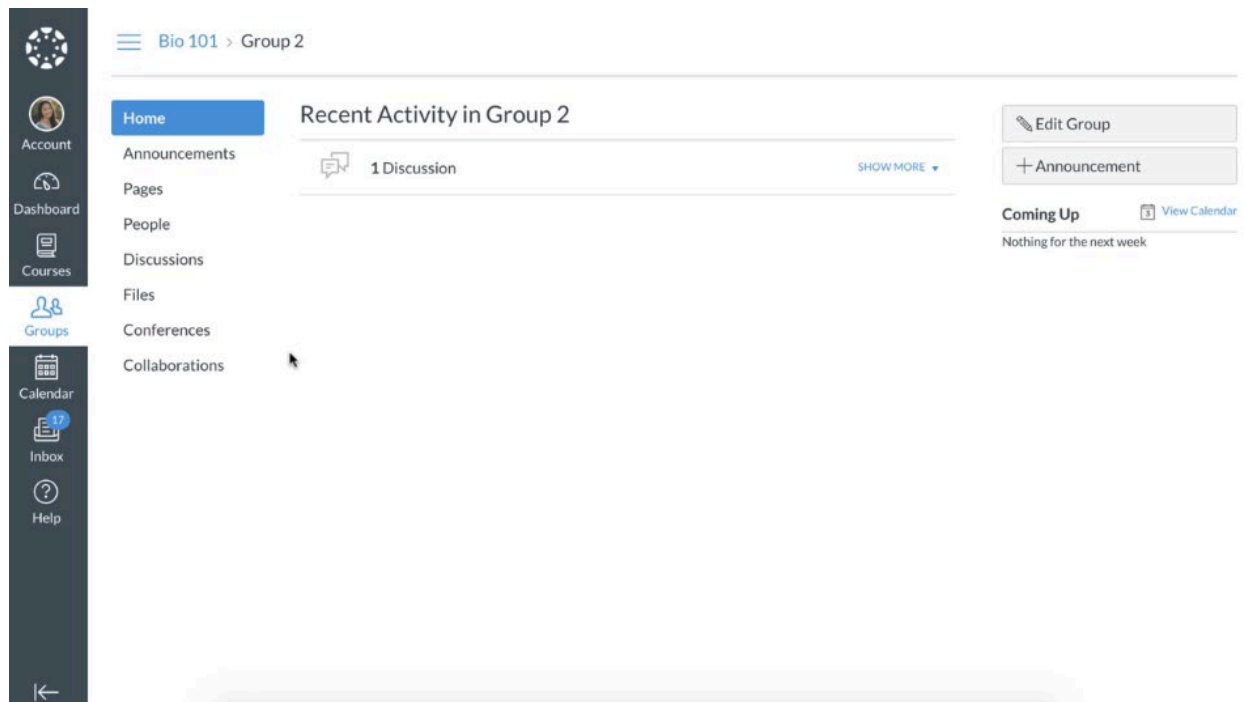 Bio 101 > Group 2
Account
Dashboard
Courses
Groups
Calendar
17
Inbox
Help
Home
Announcements
Pages
People
Discussions
Files
Conferences
Collaborations
Recent Activity in Group 2
1 Discussion
SHOW MORE
Edit Group
+ Announcement
Coming Up
3 View Calendar
Nothing for the next week